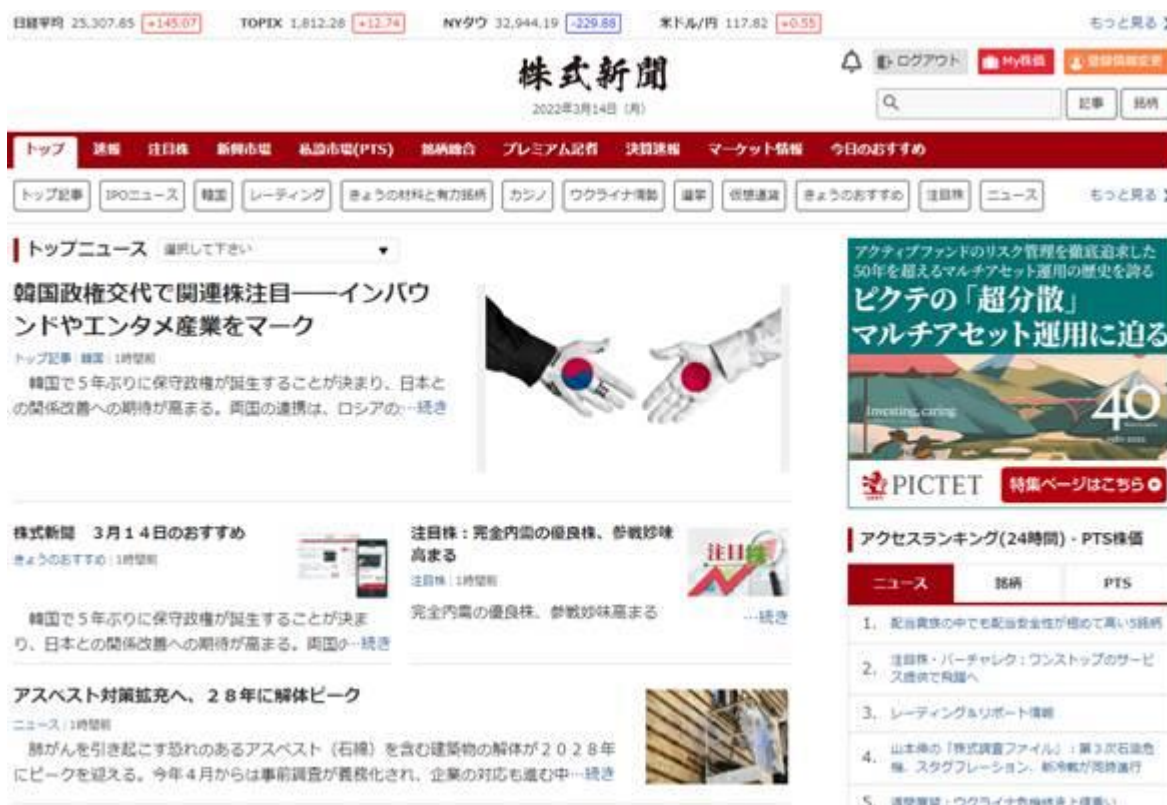 日経平均 25,307.85 +145.07 TOPIX 1,812.28 +12.74 NYダウ 32,944.19 -229.88 米ドル/円 117.82 +0.55 もっと見る
株式新聞
2022年3月14日（月）
ログアウト My株価 登録情報変更
記事 銘柄
トップ 速報 注目株 新興市場 私設市場(PTS) 銘柄総合 プレミアム記者 決算速報 マーケット情報 今日のおすすめ
トップ記事 IPOニュース 韓国 レーティング きょうの材料と有力銘柄 カジノ ウクライナ情勢 選挙 仮想通貨 きょうのおすすめ 注目株 ニュース もっと見る
トップニュース 選択して下さい
韓国政権交代で関連株注目――インバウ
ンドやエンタメ産業をマーク
トップ記事 韓国 | 1時間前
韓国で５年ぶりに保守政権が誕生することが決まり、日本と
の関係改善への期待が高まる。両国の連携は、ロシアの…続き
アクティブファンドのリスク管理を徹底追求した
50年を超えるマルチアセット運用の歴史を誇る
ピクテの「超分散」
マルチアセット運用に迫る
Investing, caring.
40
PICTET 特集ページはこちら
株式新聞 ３月１４日のおすすめ
きょうのおすすめ | 1時間前
韓国で５年ぶりに保守政権が誕生することが決ま
り、日本との関係改善への期待が高まる。両国の…続き
注目株：完全内需の優良株、参戦妙味
高まる
注目株 | 1時間前
完全内需の優良株、参戦妙味高まる
…続き
注目株
アスベスト対策拡充へ、２８年に解体ピーク
ニュース | 1時間前
肺がんを引き起こす恐れのあるアスベスト（石綿）を含む建築物の解体が２０２８年
にピークを迎える。今年４月からは事前調査が義務化され、企業の対応も進む中…続き
アクセスランキング(24時間)・PTS株価
ニュース 銘柄 PTS
1. 配当貴族の中でも配当安全性が極めて高い5銘柄
2. 注目株・バーチャレク：ワンストップのサービ
ス提供で飛躍へ
3. レーティング&リポート情報
4. 山本伸の「株式調査ファイル」：第３次石油危
機、スタグフレーション、新冷戦が同時進行
5. 週間展望：ウクライナ危機終息